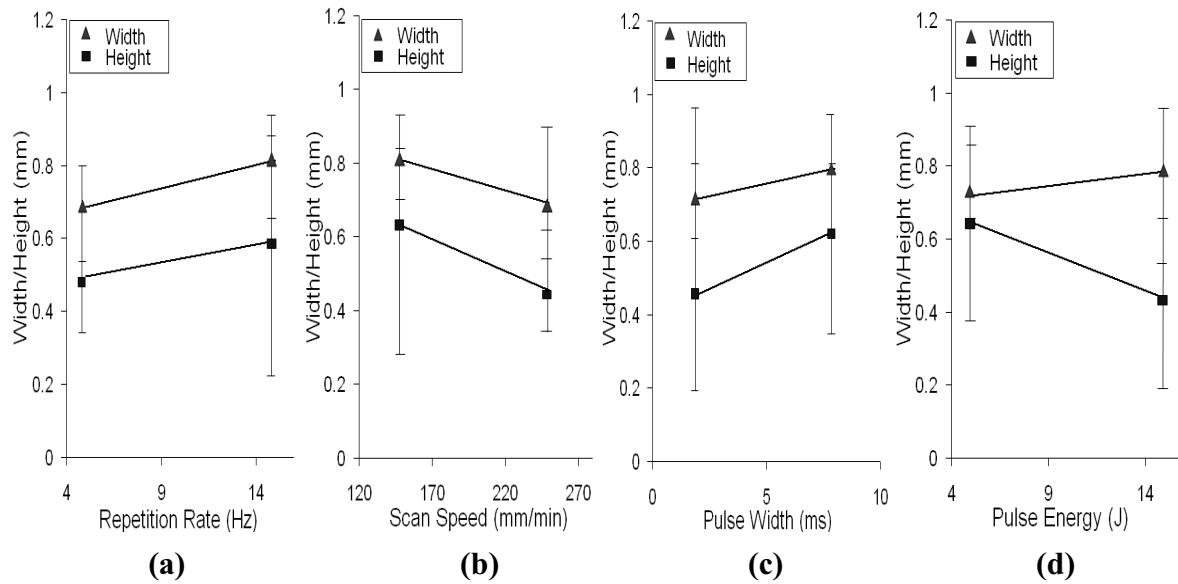 1.2
1
0.8
0.6
0.4
0.2
0
Width
Height
Width/Height (mm)
4
9
14
Repetition Rate (Hz)
(a)
1.2
1
0.8
0.6
0.4
0.2
0
Width
Height
Width/Height (mm)
120
170
220
270
Scan Speed (mm/min)
(b)
1.2
1
0.8
0.6
0.4
0.2
0
Width
Height
Width/Height (mm)
0
5
10
Pulse Width (ms)
(c)
1.2
1
0.8
0.6
0.4
0.2
0
Width
Height
Width/Height (mm)
4
9
14
Pulse Energy (J)
(d)